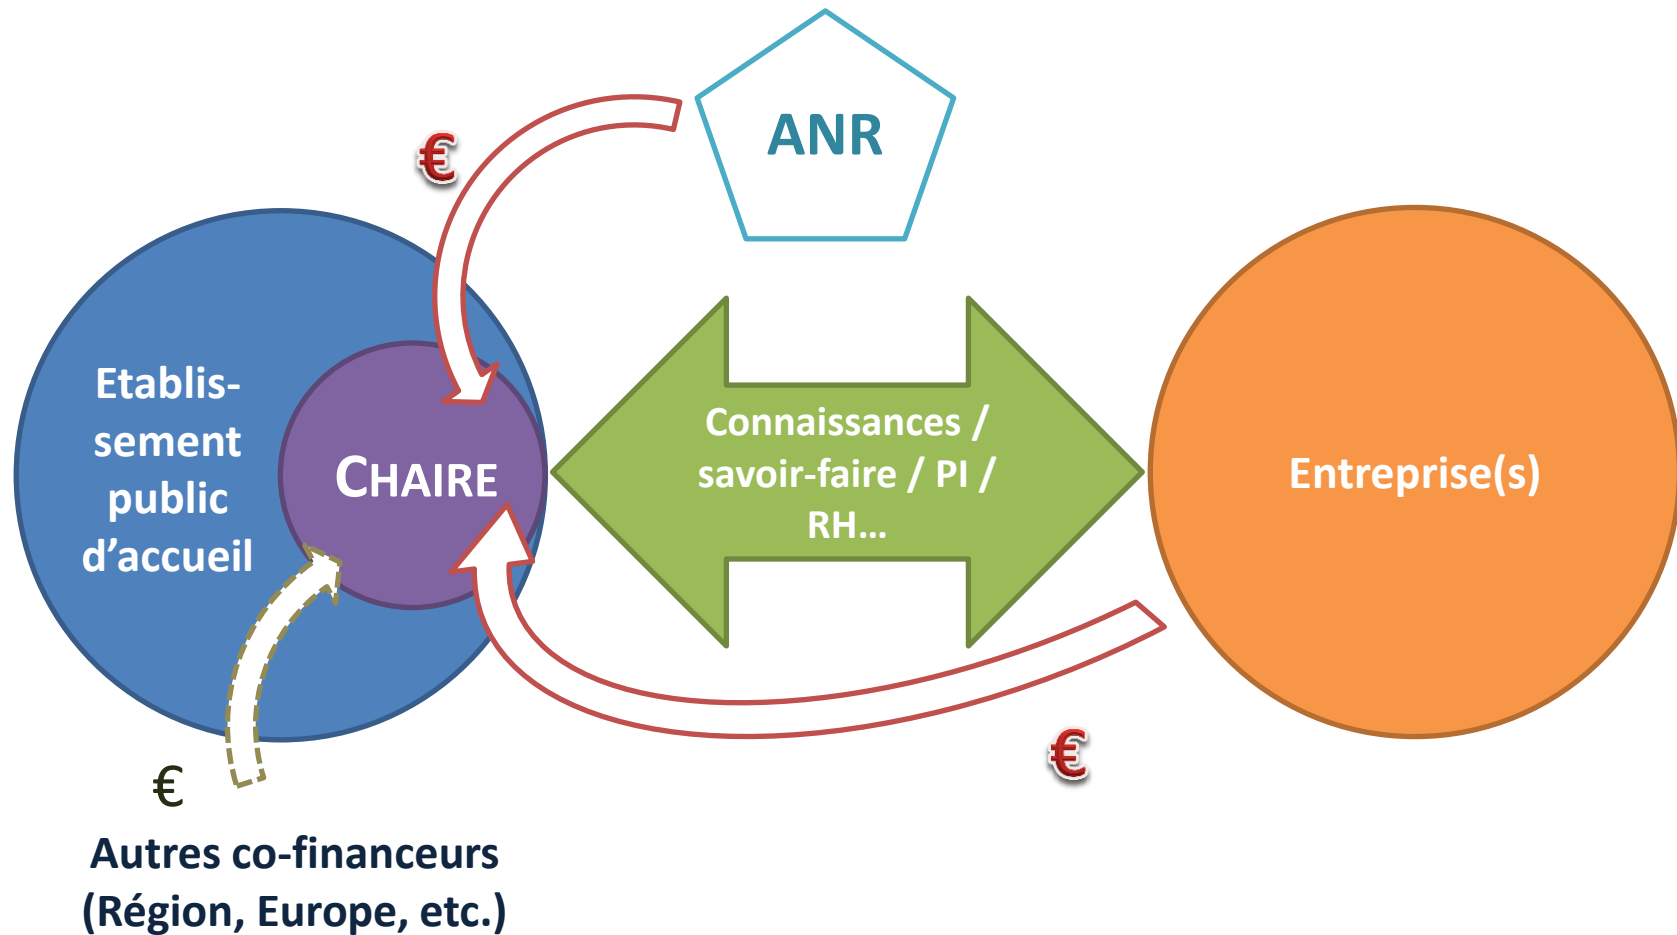 ANR
€
Etablis-
sement
public
d’accueil
CHAIRE
Connaissances /
savoir-faire / PI /
RH...
Entreprise(s)
€
€
Autres co-financeurs
(Région, Europe, etc.)